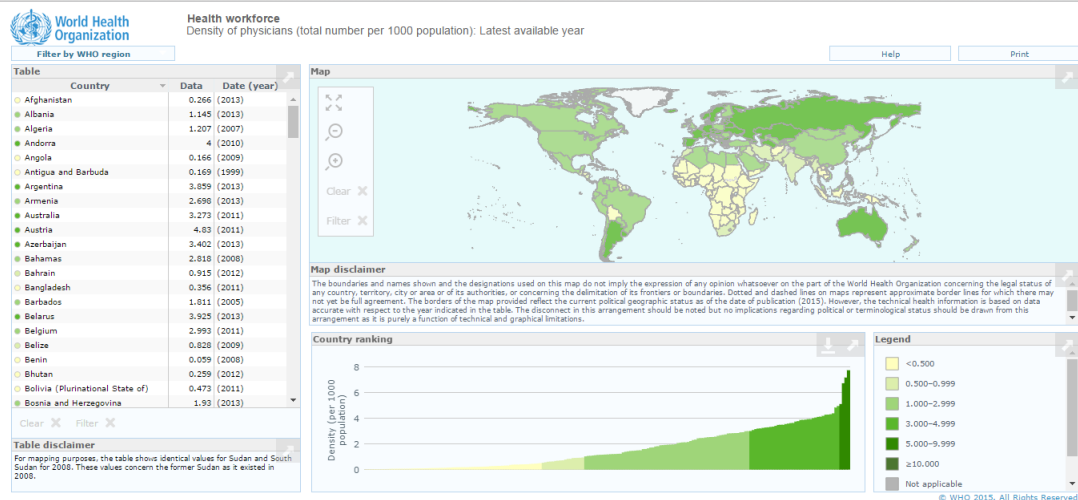 World Health
Organization
Health workforce
Density of physicians (total number per 1000 population): Latest available year
Filter by WHO region
Help
Print
Table
Country Data Date (year)
Afghanistan 0.266 (2013)
Albania 1.145 (2013)
Algeria 1.207 (2007)
Andorra 4 (2010)
Angola 0.166 (2009)
Antigua and Barbuda 0.169 (1999)
Argentina 3.859 (2013)
Armenia 2.698 (2013)
Australia 3.273 (2011)
Austria 4.83 (2011)
Azerbaijan 3.402 (2013)
Bahamas 2.818 (2008)
Bahrain 0.915 (2012)
Bangladesh 0.356 (2011)
Barbados 1.811 (2005)
Belarus 3.925 (2013)
Belgium 2.993 (2011)
Belize 0.828 (2009)
Benin 0.059 (2008)
Bhutan 0.259 (2012)
Bolivia (Plurinational State of) 0.473 (2011)
Bosnia and Herzegovina 1.93 (2013)
Clear Filter
Table disclaimer
For mapping purposes, the table shows identical values for Sudan and South
Sudan for 2008. These values concern the former Sudan as it existed in
2008.
Map
Clear
Filter
Map disclaimer
The boundaries and names shown and the designations used on this map do not imply the expression of any opinion whatsoever on the part of the World Health Organization concerning the legal status of
any country, territory, city or area or of its authorities, or concerning the delimitation of its frontiers or boundaries. Dotted and dashed lines on maps represent approximate border lines for which there may
not yet be full agreement. The borders of the map provided reflect the current political geographic status as of the date of publication (2015). However, the technical health information is based on data
accurate with respect to the year indicated in the table. The disconnect in this arrangement should be noted but no implications regarding political or terminological status should be drawn from this
arrangement as it is purely a function of technical and graphical limitations.
Country ranking
Density (per 1000
population)
8
6
4
2
0
Legend
<0.500
0.500–0.999
1.000–2.999
3.000–4.999
5.000–9.999
≥10.000
Not applicable
© WHO 2015. All Rights Reserved